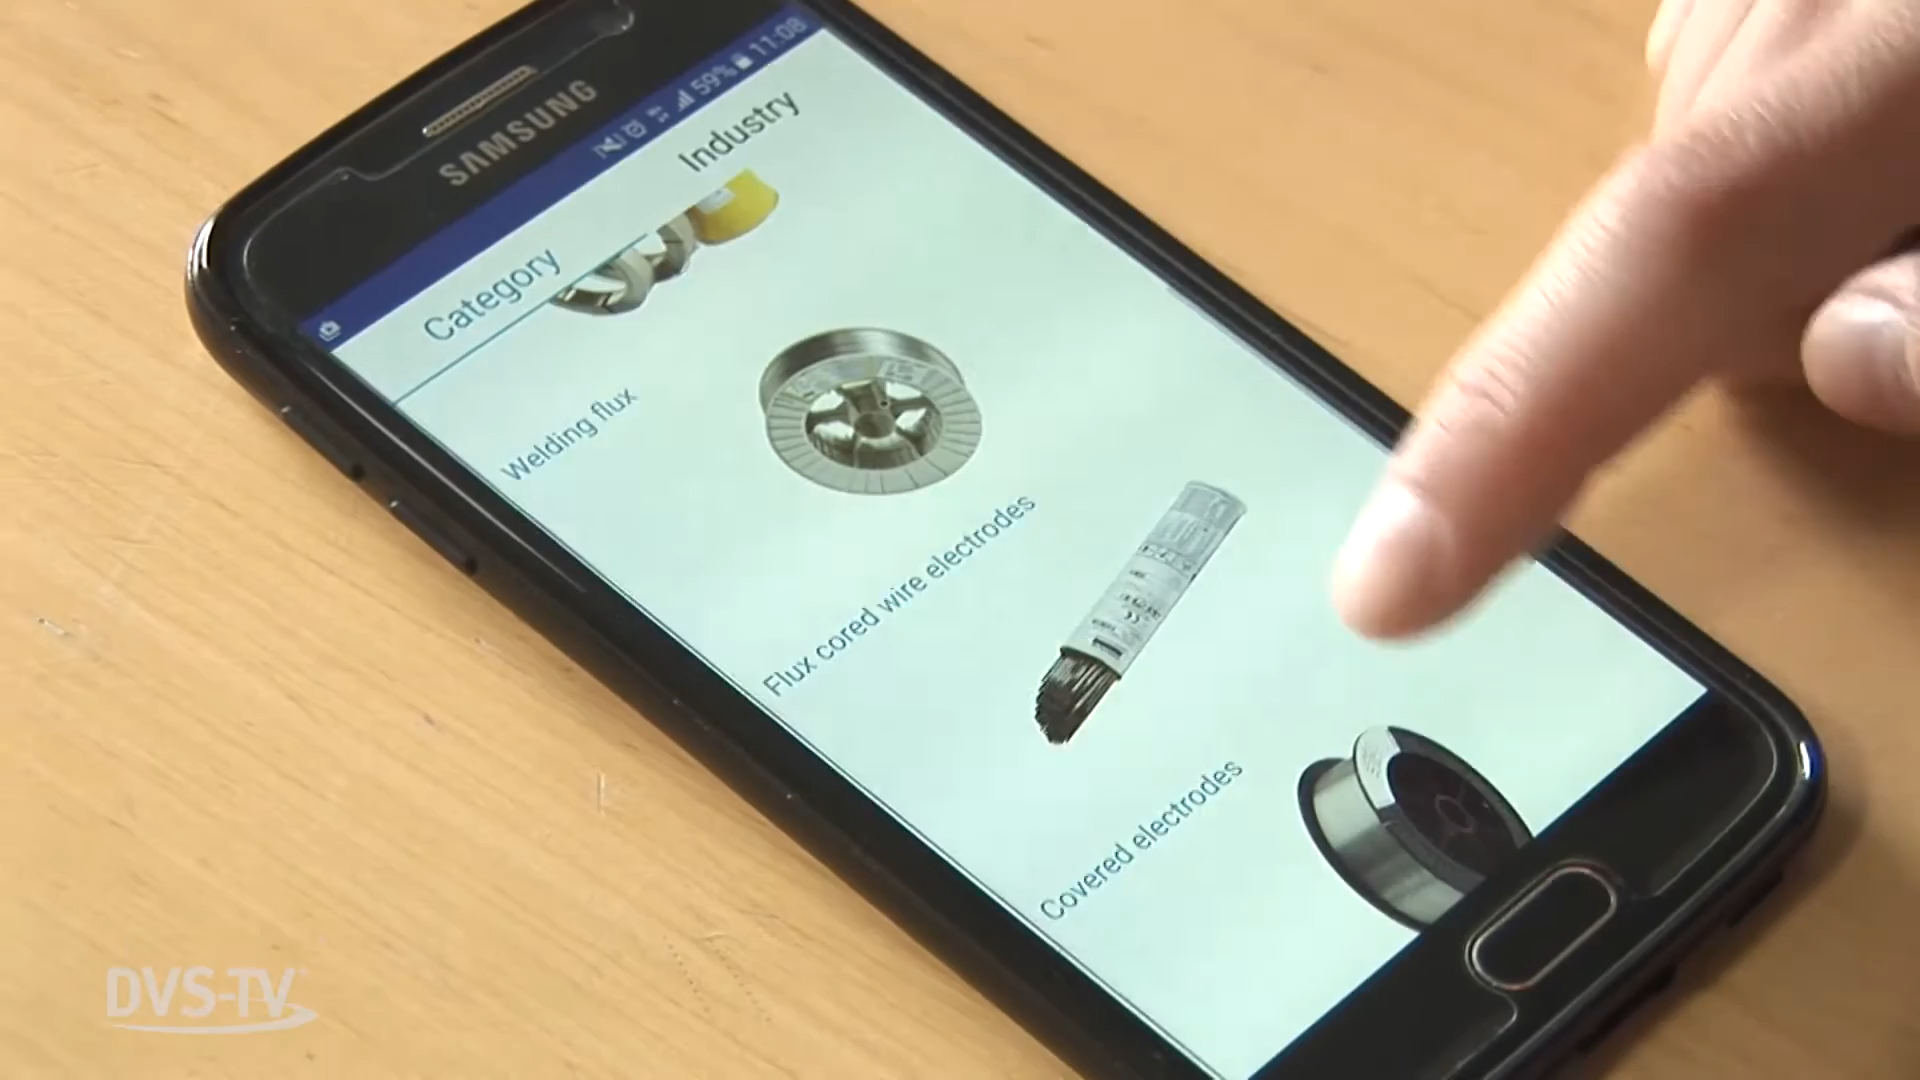 SAMSUNG
59% 11:08
Category
Industry
Welding flux
Flux cored wire electrodes
Covered electrodes
DVS-TV